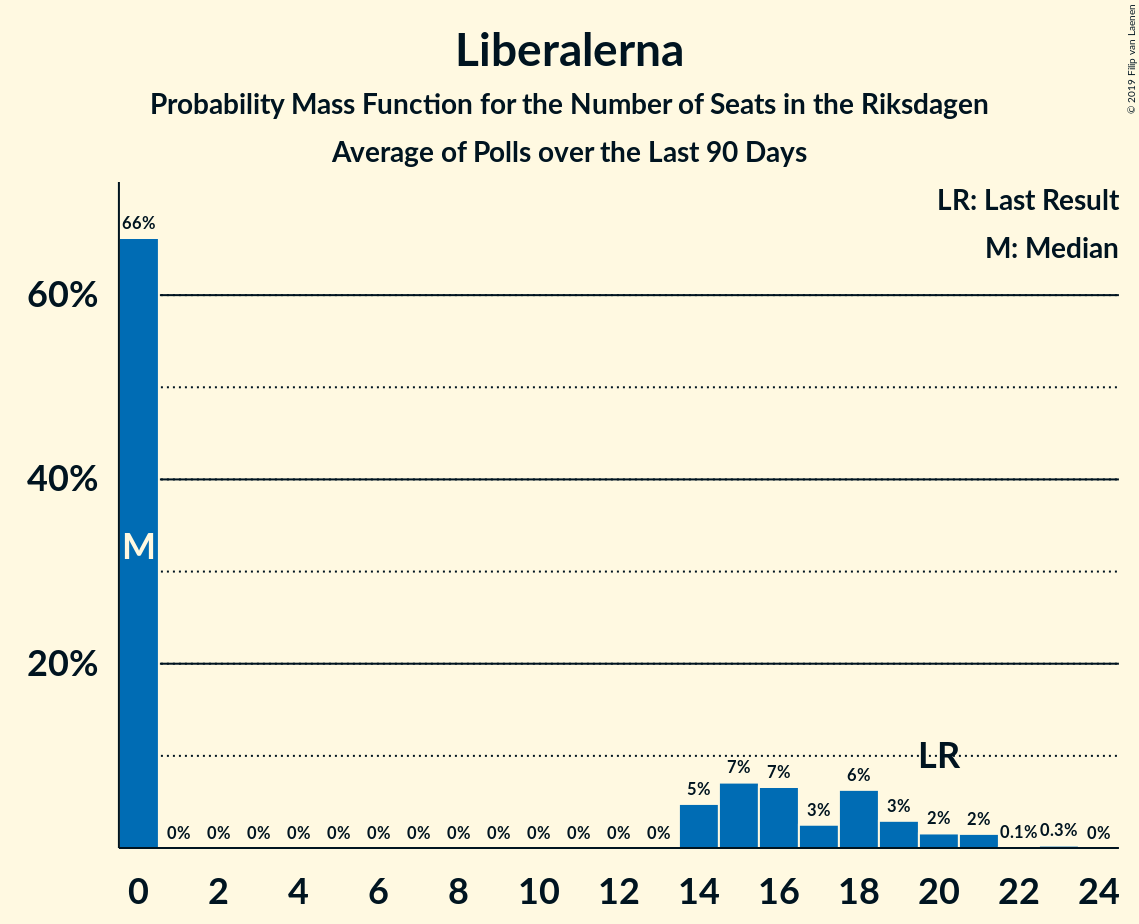 Liberalerna
Probability Mass Function for the Number of Seats in the Riksdagen
Average of Polls over the Last 90 Days
© 2019 Filip van Laenen
LR: Last Result
M: Median
60%
40%
20%
66%
M
0% 0% 0% 0% 0% 0% 0% 0% 0% 0% 0% 0% 0% 5% 7% 7% 3% 6% 3% 2% 2% 0.1% 0.3% 0%
LR
0 2 4 6 8 10 12 14 16 18 20 22 24